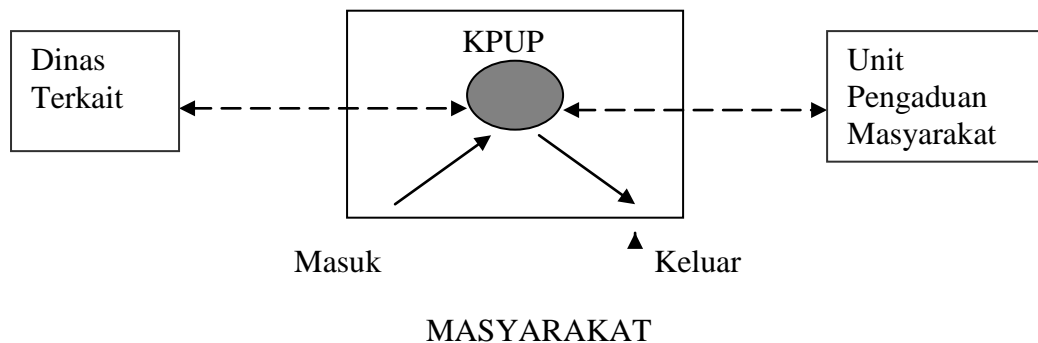 KPUP
Dinas
Terkait
Unit
Pengaduan
Masyarakat
Masuk
Keluar
MASYARAKAT